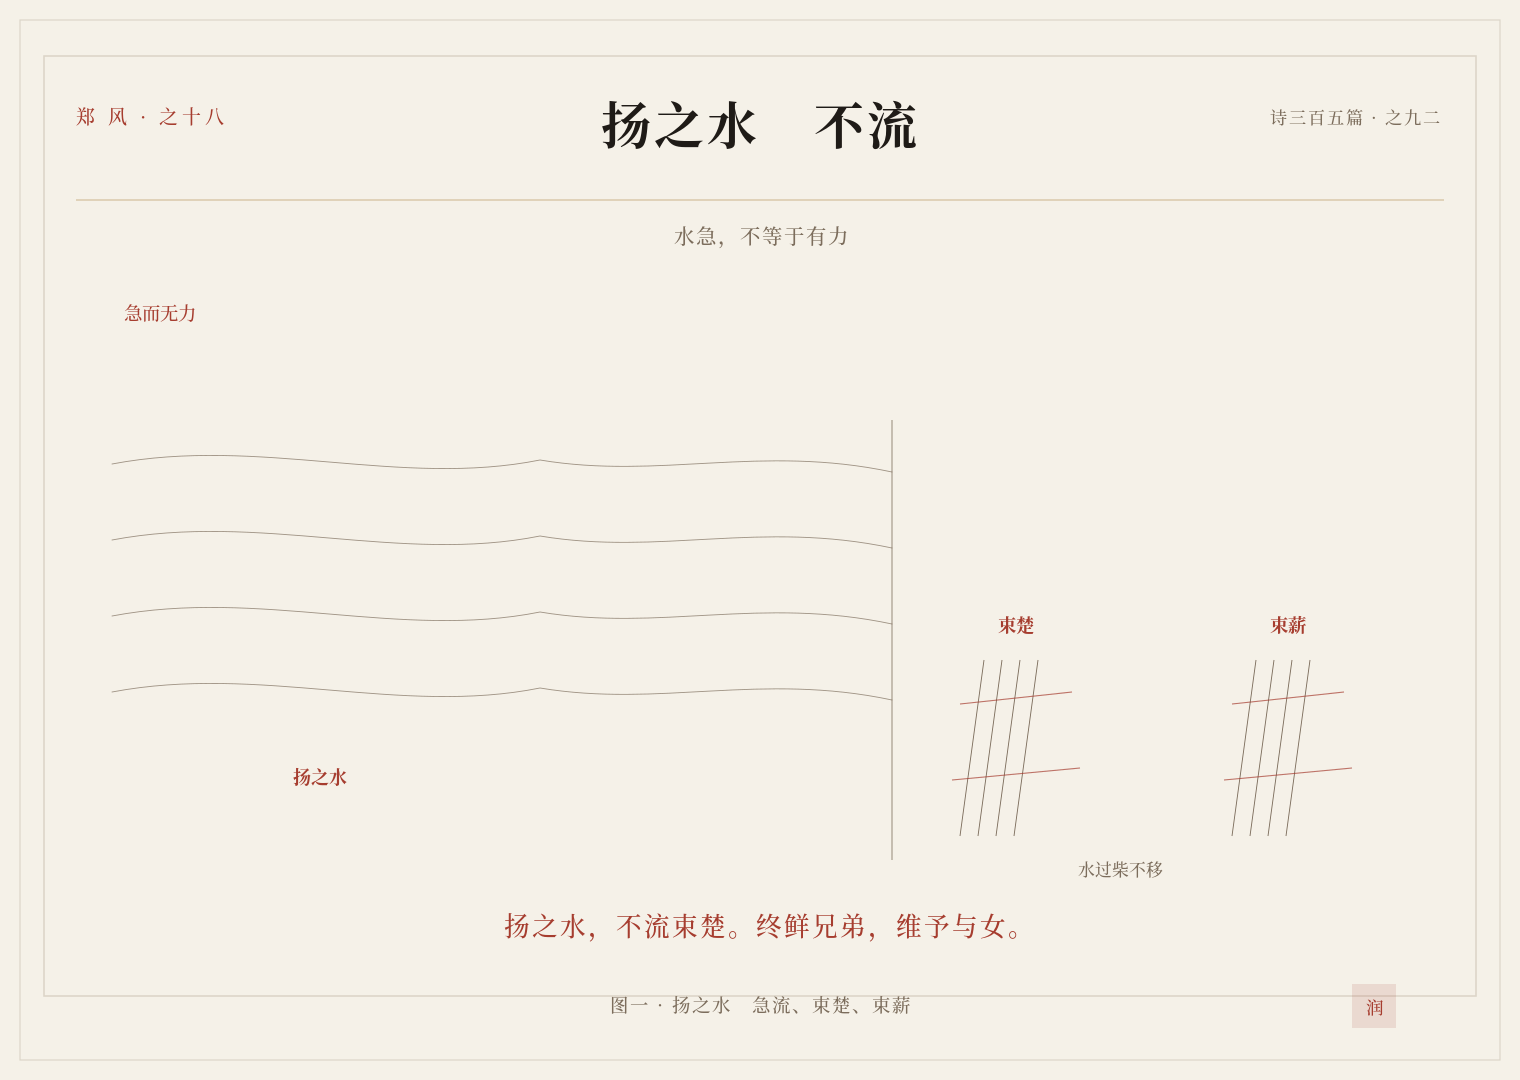 郑 风 · 之十八
扬之水　不流
诗三百五篇 · 之九二
水急，不等于有力
急而无力
束楚
束薪
扬之水
水过柴不移
扬之水，不流束楚。终鲜兄弟，维予与女。
图一 · 扬之水　急流、束楚、束薪
润